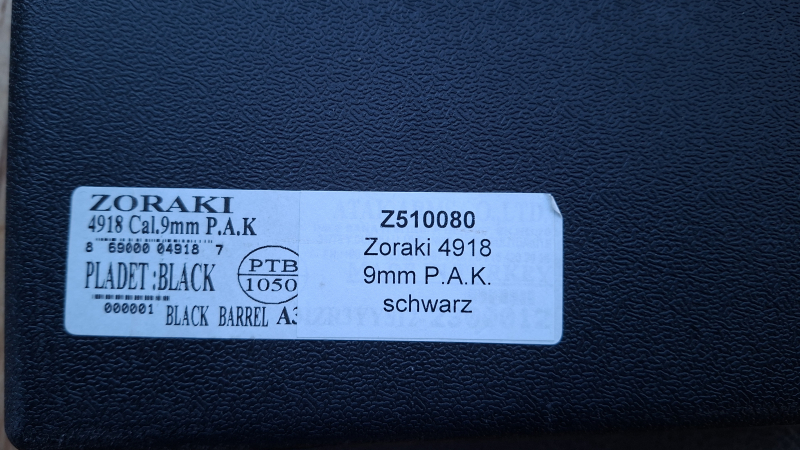 ZORAKI
4918 Cal.9mm P.A.K
8 69000 04918 7
PLADET :BLACK
PTB
1050
000001 BLACK BARREL A3
Z510080
Zoraki 4918
9mm P.A.K.
schwarz